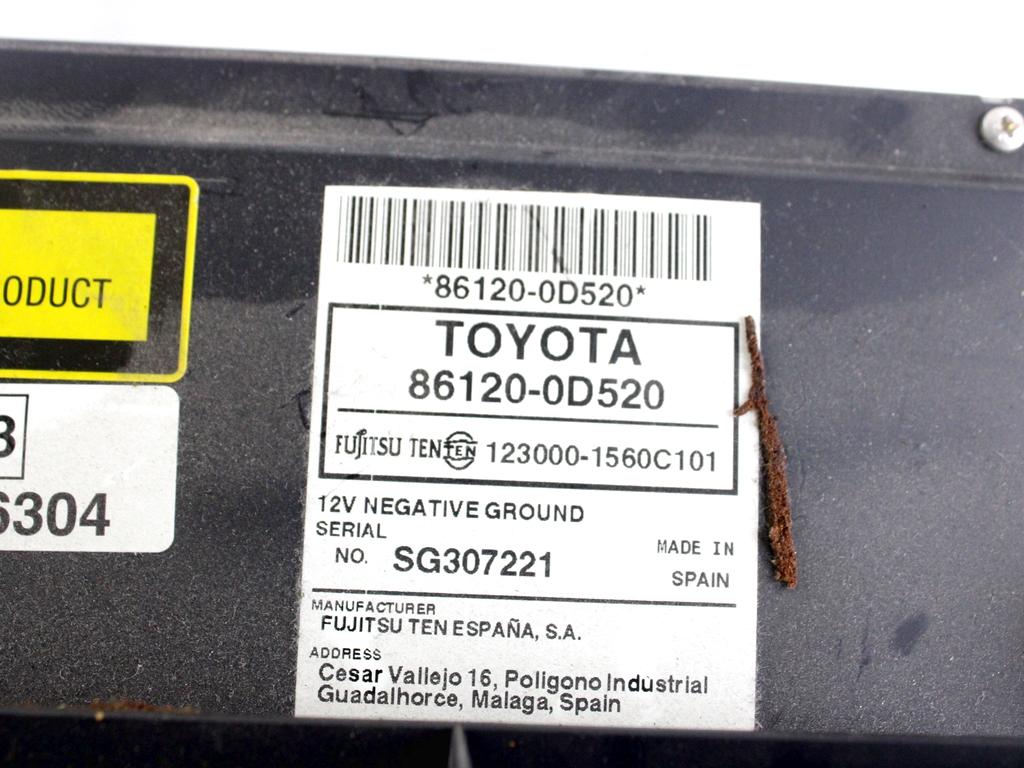 ODUCT
3
6304
*86120-0D520*
TOYOTA
86120-0D520
FUJITSU TEN TEN 123000-1560C101
12V NEGATIVE GROUND
SERIAL
NO. SG307221
MADE IN
SPAIN
MANUFACTURER
FUJITSU TEN ESPAÑA, S.A.
ADDRESS
Cesar Vallejo 16, Poligono Industrial
Guadalhorce, Malaga, Spain